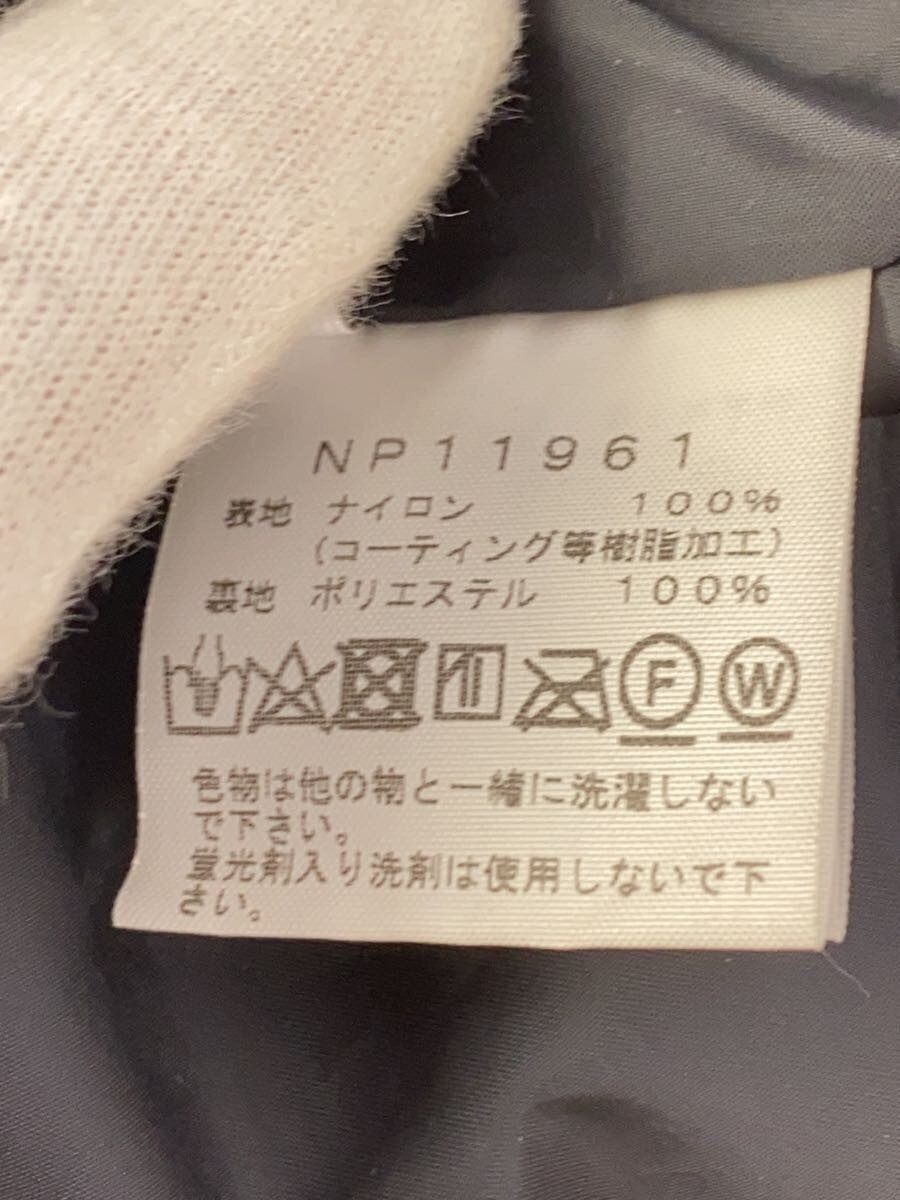 NP11961
表地 ナイロン 100%
(コーティング等樹脂加工)
裏地 ポリエステル 100%
F W
色物は他の物と一緒に洗濯しない
で下さい。
蛍光剤入り洗剤は使用しないで下
さい。